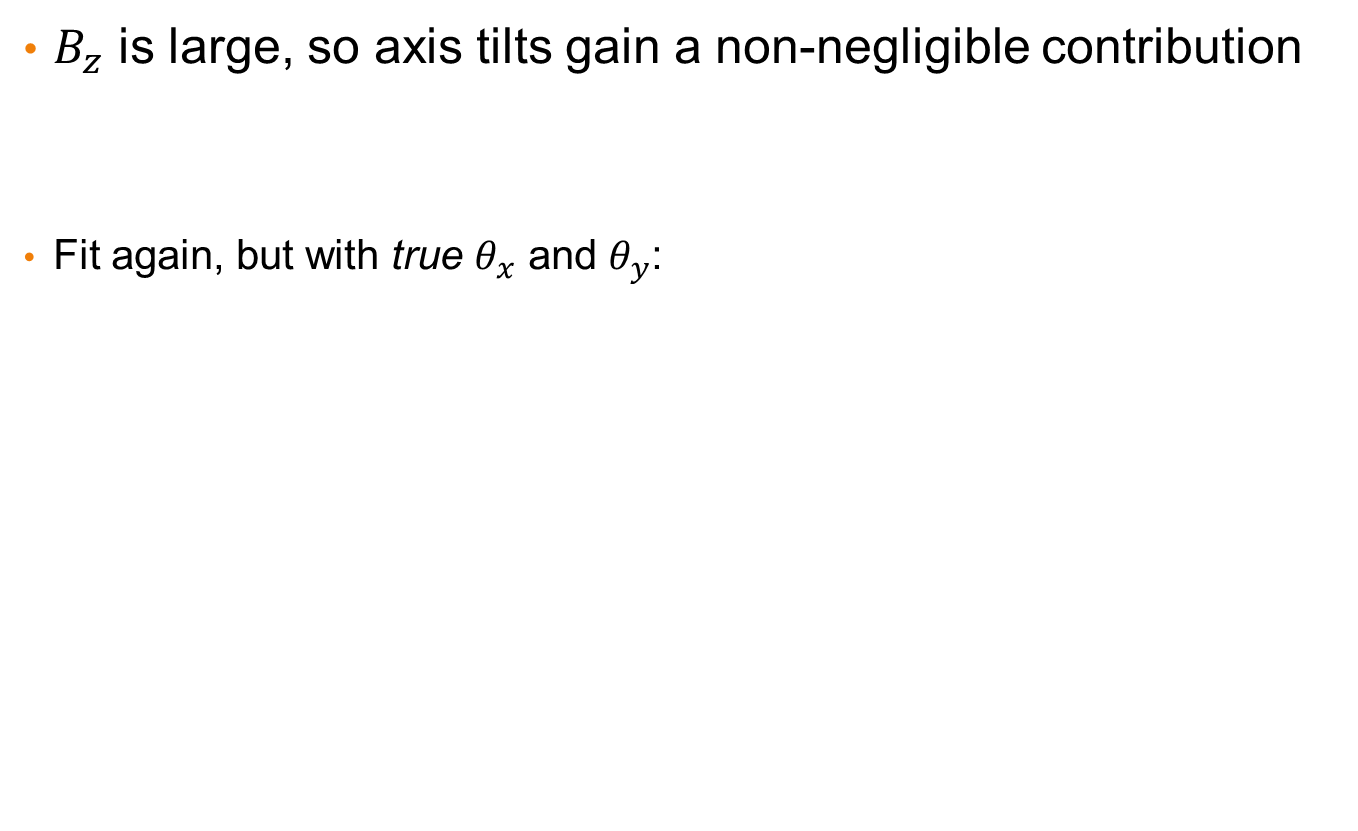 • B_z is large, so axis tilts gain a non-negligible contribution
• Fit again, but with true θ_x and θ_y: